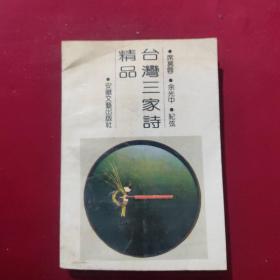 席慕蓉・余光中・紀弦
台灣三家詩
精品
・安徽文藝出版社